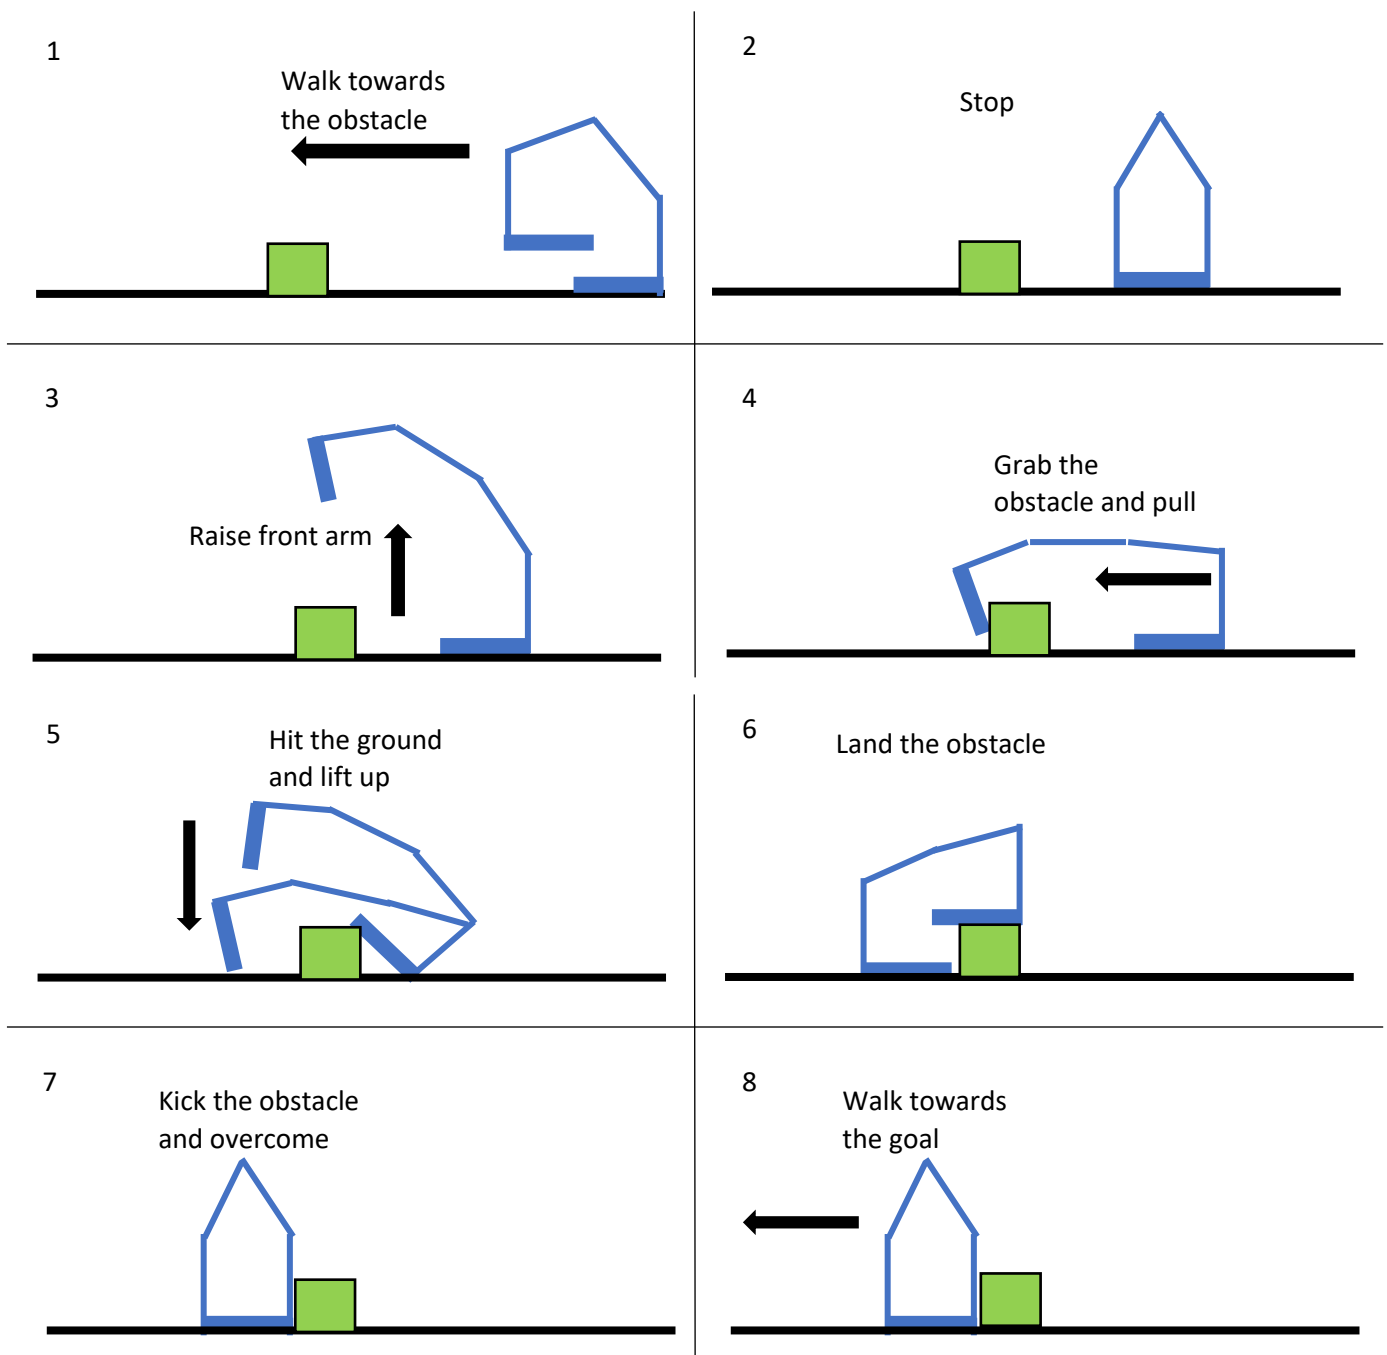 1
Walk towards
the obstacle
2
Stop
3
Raise front arm
4
Grab the
obstacle and pull
5
Hit the ground
and lift up
6
Land the obstacle
7
Kick the obstacle
and overcome
8
Walk towards
the goal